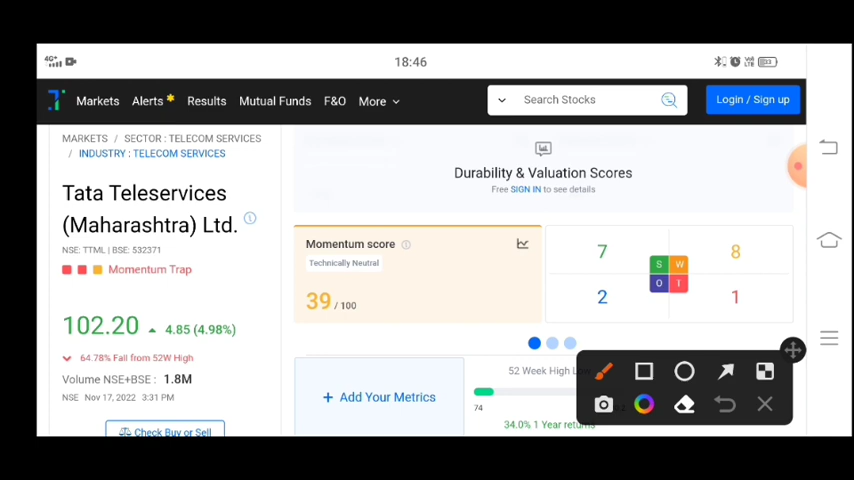 4G+ 18:46
Markets Alerts Results Mutual Funds F&O More Search Stocks Login / Sign up
MARKETS / SECTOR : TELECOM SERVICES
/ INDUSTRY : TELECOM SERVICES
Tata Teleservices
(Maharashtra) Ltd.
NSE: TTML | BSE: 532371
Momentum Trap
102.20 4.85 (4.98%)
64.78% Fall from 52W High
Volume NSE+BSE : 1.8M
NSE Nov 17, 2022 3:31 PM
Check Buy or Sell
Durability & Valuation Scores
Free SIGN IN to see details
Momentum score
Technically Neutral
39 / 100
7 8
S W
O T
2 1
+ Add Your Metrics
52 Week High Low
74
34.0% 1 Year returns